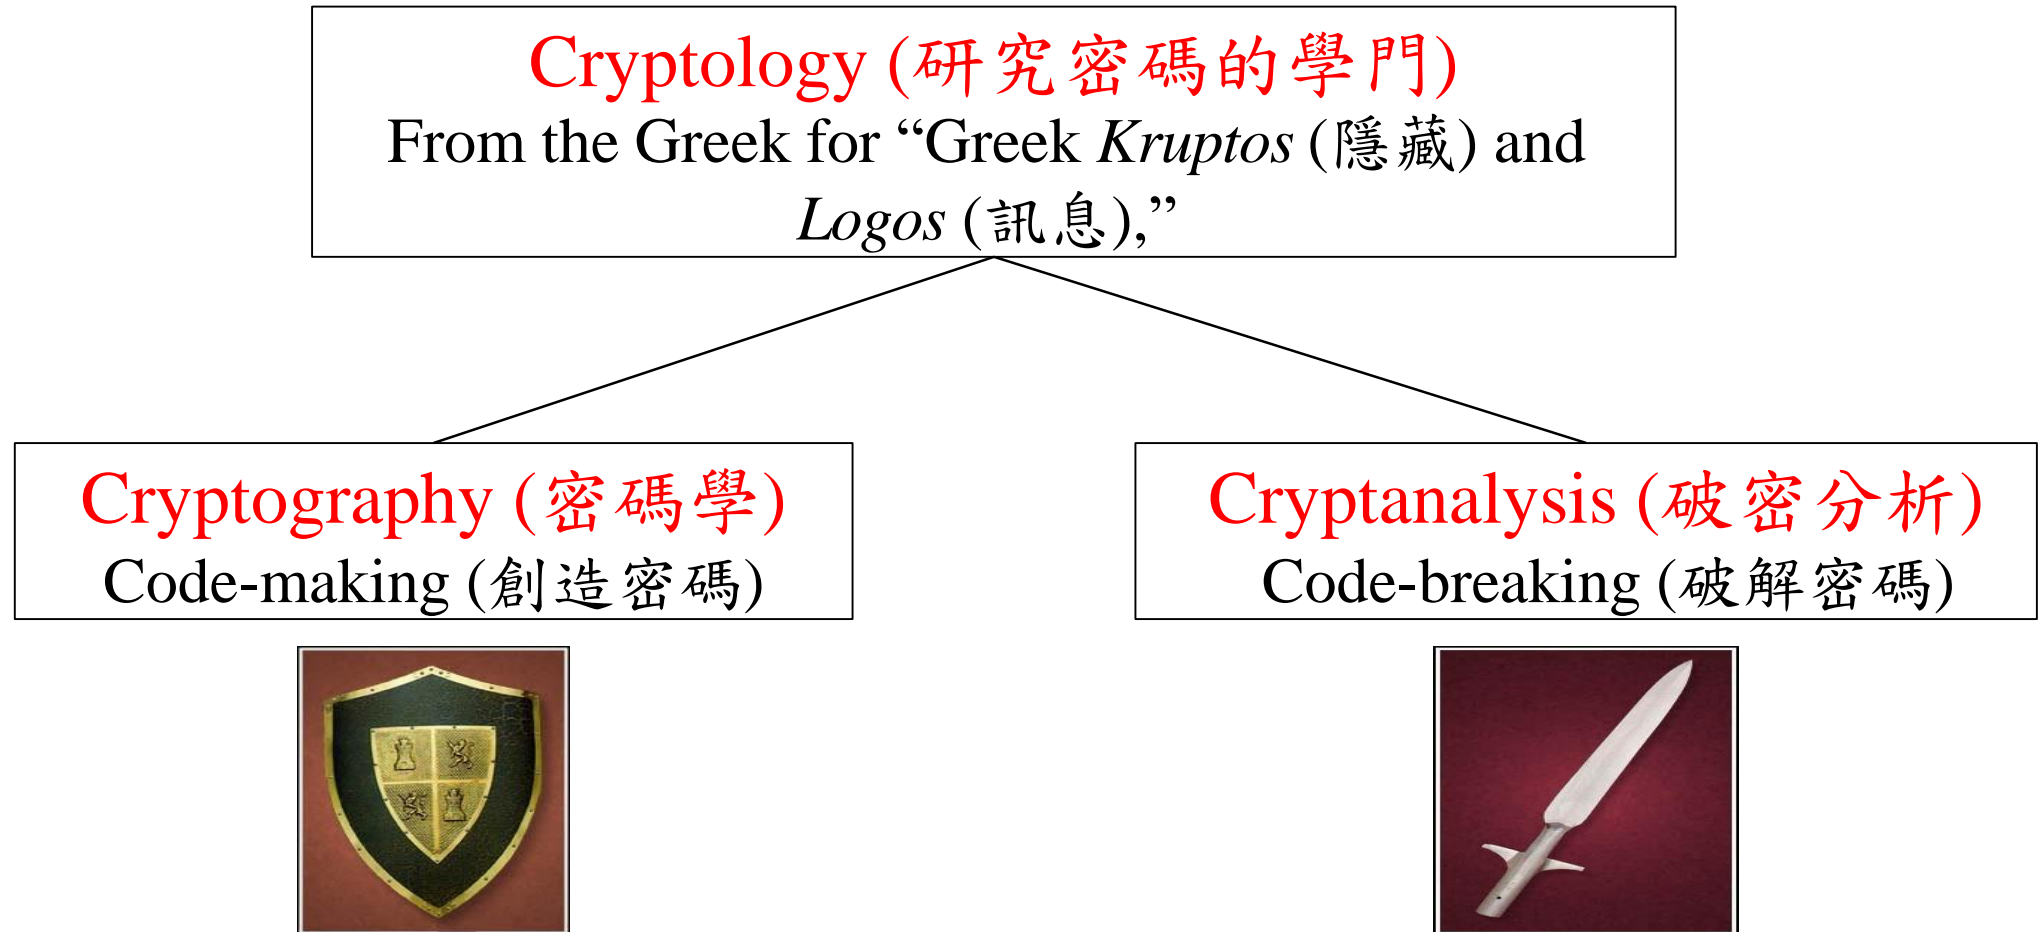 Cryptology (研究密碼的學門)
From the Greek for “Greek Kruptos (隱藏) and
Logos (訊息),”
Cryptography (密碼學)
Code-making (創造密碼)
Cryptanalysis (破密分析)
Code-breaking (破解密碼)